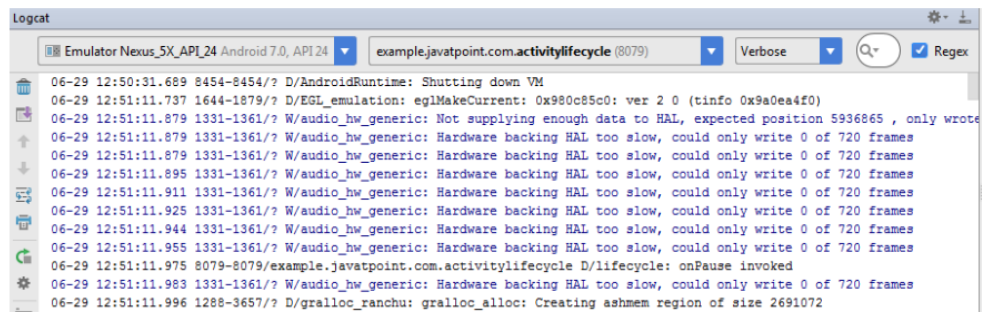 Logcat
Emulator Nexus_5X_API_24 Android 7.0, API 24 example.javatpoint.com.activitylifecycle (8079) Verbose Regex
06-29 12:50:31.689 8454-8454/? D/AndroidRuntime: Shutting down VM
06-29 12:51:11.737 1644-1879/? D/EGL_emulation: eglMakeCurrent: 0x980c85c0: ver 2 0 (tinfo 0x9a0ea4f0)
06-29 12:51:11.879 1331-1361/? W/audio_hw_generic: Not supplying enough data to HAL, expected position 5936865 , only wrote
06-29 12:51:11.879 1331-1361/? W/audio_hw_generic: Hardware backing HAL too slow, could only write 0 of 720 frames
06-29 12:51:11.879 1331-1361/? W/audio_hw_generic: Hardware backing HAL too slow, could only write 0 of 720 frames
06-29 12:51:11.895 1331-1361/? W/audio_hw_generic: Hardware backing HAL too slow, could only write 0 of 720 frames
06-29 12:51:11.911 1331-1361/? W/audio_hw_generic: Hardware backing HAL too slow, could only write 0 of 720 frames
06-29 12:51:11.925 1331-1361/? W/audio_hw_generic: Hardware backing HAL too slow, could only write 0 of 720 frames
06-29 12:51:11.944 1331-1361/? W/audio_hw_generic: Hardware backing HAL too slow, could only write 0 of 720 frames
06-29 12:51:11.955 1331-1361/? W/audio_hw_generic: Hardware backing HAL too slow, could only write 0 of 720 frames
06-29 12:51:11.975 8079-8079/example.javatpoint.com.activitylifecycle D/lifecycle: onPause invoked
06-29 12:51:11.983 1331-1361/? W/audio_hw_generic: Hardware backing HAL too slow, could only write 0 of 720 frames
06-29 12:51:11.996 1288-3657/? D/gralloc_ranchu: gralloc_alloc: Creating ashmem region of size 2691072